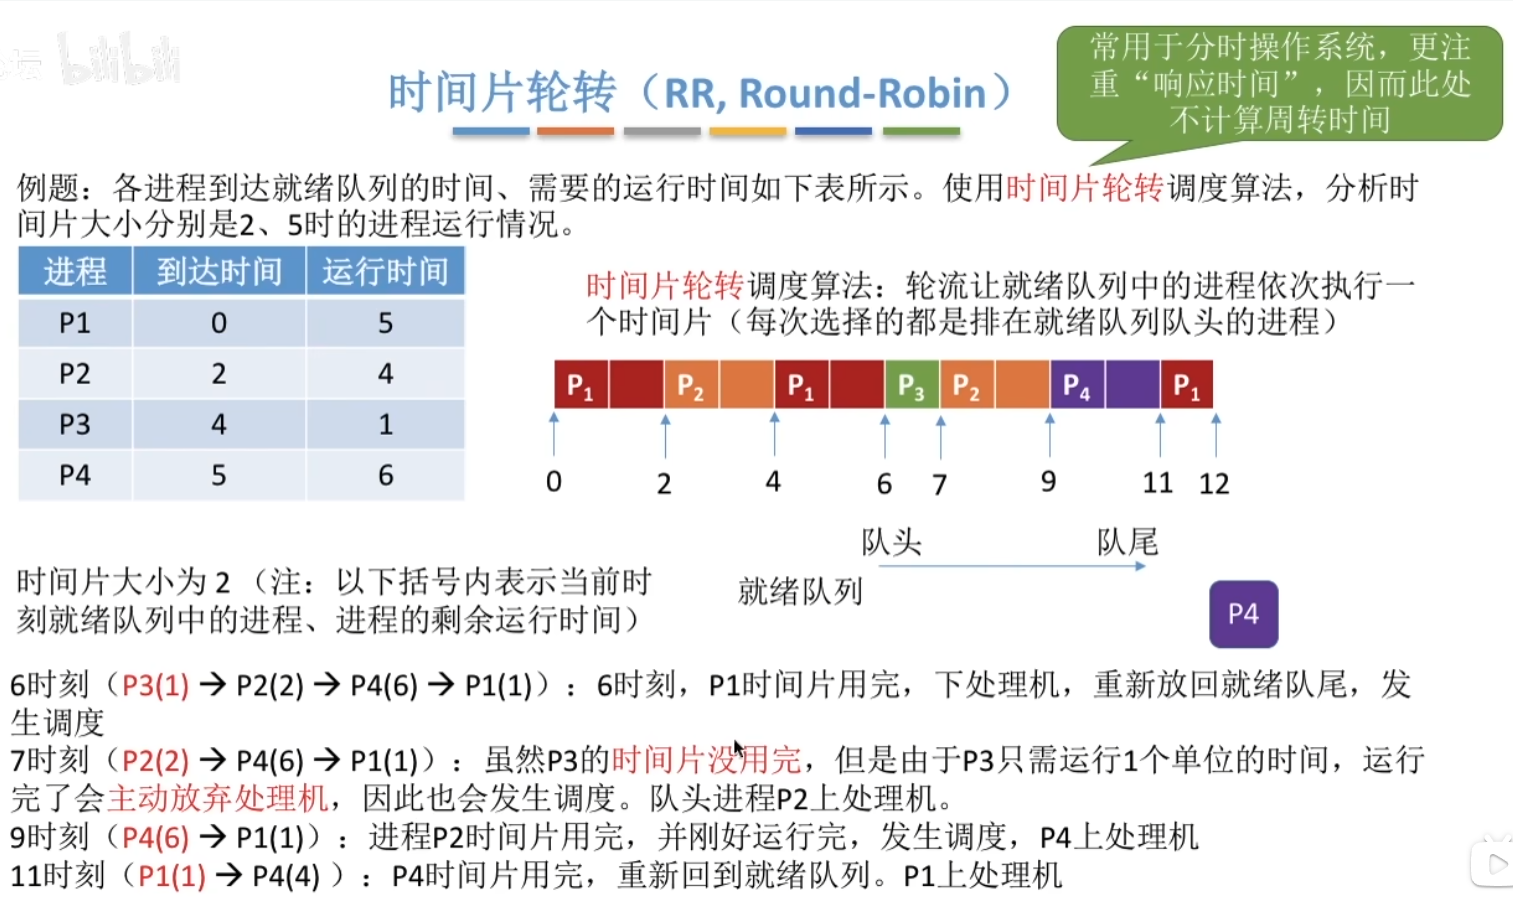 坛 bilibili
常用于分时操作系统，更注
重“响应时间”，因而此处
不计算周转时间
时间片轮转（RR, Round-Robin）
例题：各进程到达就绪队列的时间、需要的运行时间如下表所示。使用时间片轮转调度算法，分析时
间片大小分别是2、5时的进程运行情况。
进程 到达时间 运行时间
P1 0 5
P2 2 4
P3 4 1
P4 5 6
时间片轮转调度算法：轮流让就绪队列中的进程依次执行一
个时间片（每次选择的都是排在就绪队列队头的进程）
P1 P2 P1 P3 P2 P4 P1
0 2 4 6 7 9 11 12
队头 队尾
就绪队列
P4
时间片大小为 2 （注：以下括号内表示当前时
刻就绪队列中的进程、进程的剩余运行时间）
6时刻（P3(1) → P2(2) → P4(6) → P1(1)）：6时刻，P1时间片用完，下处理机，重新放回就绪队尾，发
生调度
7时刻（P2(2) → P4(6) → P1(1)）：虽然P3的时间片没用完，但是由于P3只需运行1个单位的时间，运行
完了会主动放弃处理机，因此也会发生调度。队头进程P2上处理机。
9时刻（P4(6) → P1(1)）：进程P2时间片用完，并刚好运行完，发生调度，P4上处理机
11时刻（P1(1) → P4(4) ）：P4时间片用完，重新回到就绪队列。P1上处理机